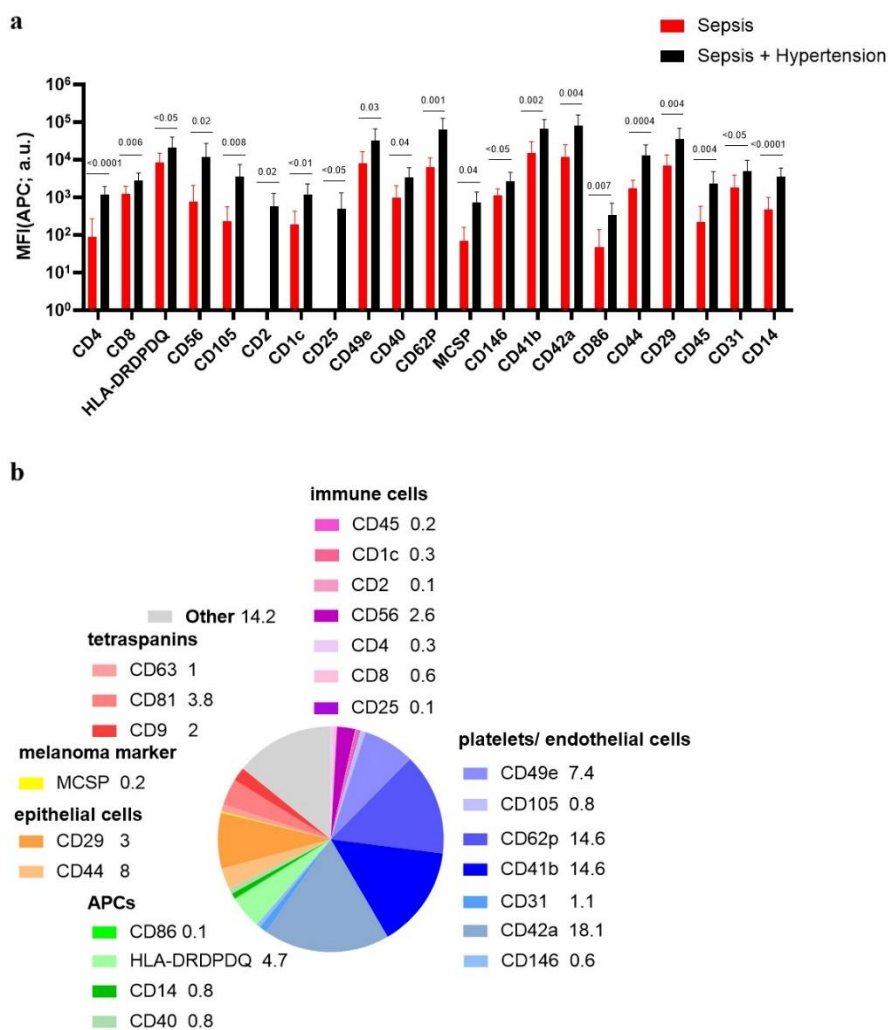 a
Sepsis
Sepsis + Hypertension
MFI(APC; a.u.)
10⁶
10⁵
10⁴
10³
10²
10¹
10⁰
<0.0001
0.006
<0.05
0.02
0.008
0.02
<0.01
<0.05
0.03
0.04
0.001
0.04
<0.05
0.002
0.004
0.007
0.0004
0.004
0.004
<0.05
<0.0001
CD4
CD8
HLA-DRDPDQ
CD56
CD105
CD2
CD1c
CD25
CD49e
CD40
CD62P
MCSP
CD146
CD41b
CD42a
CD86
CD44
CD29
CD45
CD31
CD14
b
immune cells
CD45 0.2
CD1c 0.3
CD2 0.1
CD56 2.6
CD4 0.3
CD8 0.6
CD25 0.1
Other 14.2
tetraspanins
CD63 1
CD81 3.8
CD9 2
melanoma marker
MCSP 0.2
epithelial cells
CD29 3
CD44 8
APCs
CD86 0.1
HLA-DRDPDQ 4.7
CD14 0.8
CD40 0.8
platelets/ endothelial cells
CD49e 7.4
CD105 0.8
CD62p 14.6
CD41b 14.6
CD31 1.1
CD42a 18.1
CD146 0.6